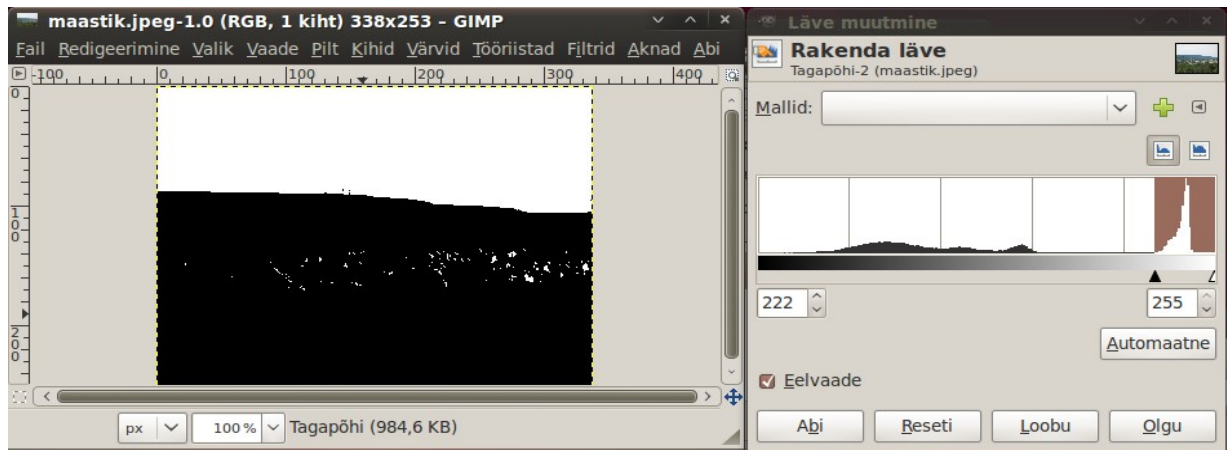 maastik.jpeg-1.0 (RGB, 1 kiht) 338x253 – GIMP
Fail Redigeerimine Valik Vaade Pilt Kihid Värvid Tööriistad Filtrid Aknad Abi
-100 0 100 200 300 400
0
100
200
px 100 % Tagapõhi (984,6 KB)
Läve muutmine
Rakenda läve
Tagapõhi-2 (maastik.jpeg)
Mallid:
222 255
Automaatne
Eelvaade
Abi Reseti Loobu Olgu